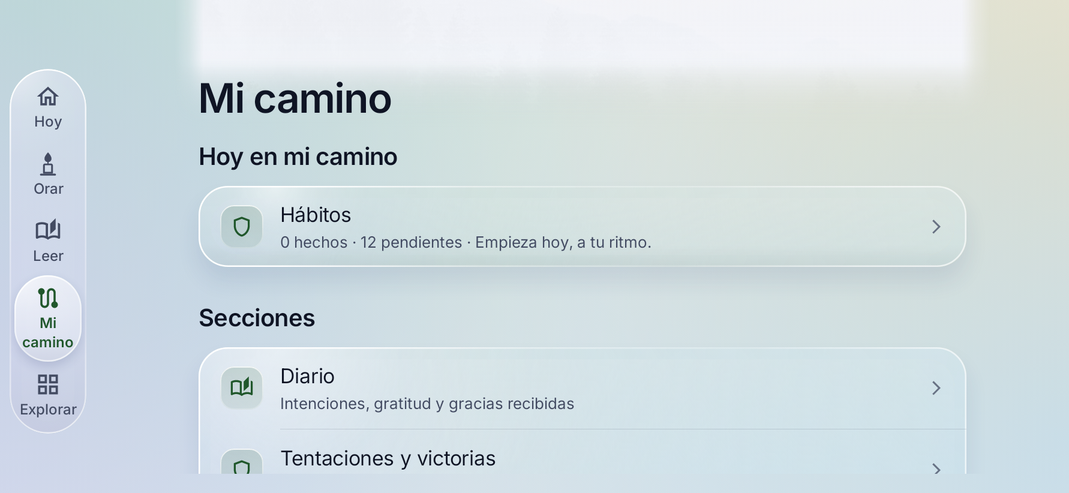 Mi camino
Hoy en mi camino
Hábitos
0 hechos · 12 pendientes · Empieza hoy, a tu ritmo.
Secciones
Diario
Intenciones, gratitud y gracias recibidas
Tentaciones y victorias
Hoy
Orar
Leer
Mi
camino
Explorar